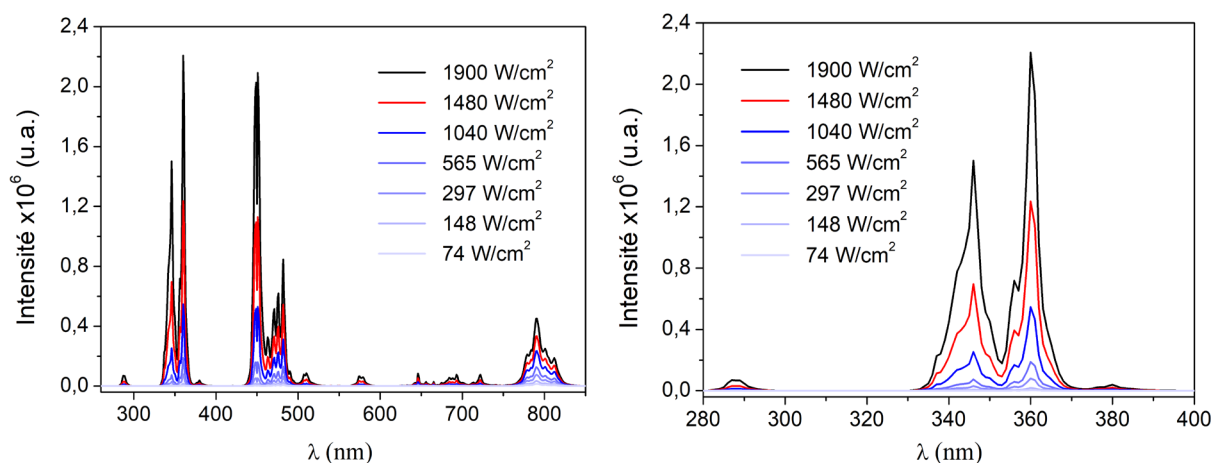 2,4
2,0
1,6
1,2
0,8
0,4
0,0
Intensité x10⁶ (u.a.)
1900 W/cm²
1480 W/cm²
1040 W/cm²
565 W/cm²
297 W/cm²
148 W/cm²
74 W/cm²
300 400 500 600 700 800
λ (nm)
2,4
2,0
1,6
1,2
0,8
0,4
0,0
Intensité x10⁶ (u.a.)
1900 W/cm²
1480 W/cm²
1040 W/cm²
565 W/cm²
297 W/cm²
148 W/cm²
74 W/cm²
280 300 320 340 360 380 400
λ (nm)